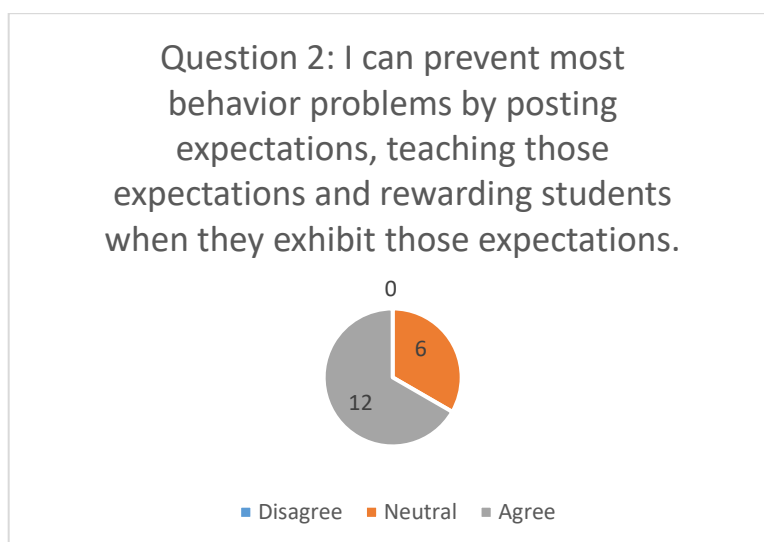 Question 2: I can prevent most
behavior problems by posting
expectations, teaching those
expectations and rewarding students
when they exhibit those expectations.
0
6
12
Disagree Neutral Agree